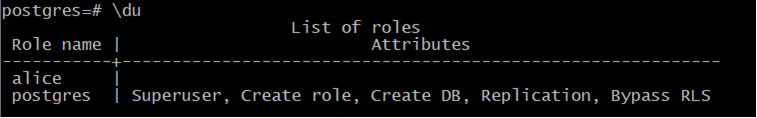 postgres=# \du
List of roles
Role name | Attributes
-----------+------------------------------------------------------------
alice |
postgres | Superuser, Create role, Create DB, Replication, Bypass RLS